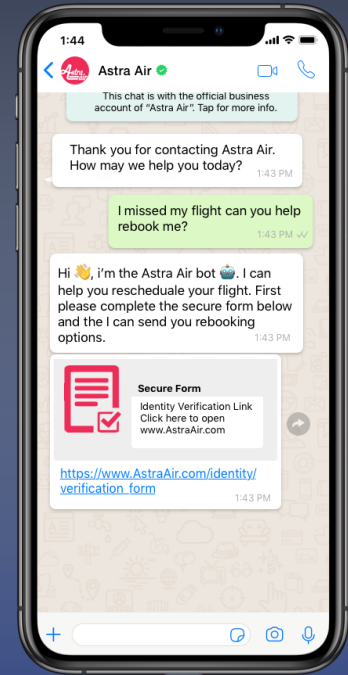 1:44
Astra
air
Astra Air
This chat is with the official business
account of "Astra Air". Tap for more info.
Thank you for contacting Astra Air.
How may we help you today?
1:43 PM
I missed my flight can you help
rebook me?
1:43 PM
Hi 👋, i'm the Astra Air bot 🤖. I can
help you rescheduale your flight. First
please complete the secure form below
and the I can send you rebooking
options.
1:43 PM
Secure Form
Identity Verification Link
Click here to open
www.AstraAir.com
https://www.AstraAir.com/identity/
verification_form
1:43 PM